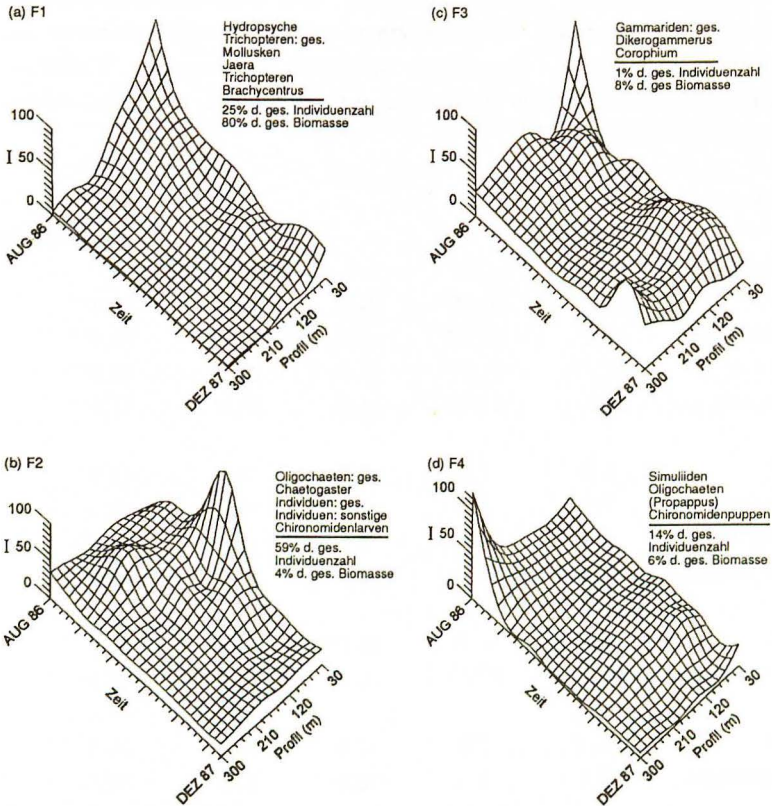 (a) F1
Hydropsyche
Trichopteren: ges.
Mollusken
Jaera
Trichopteren
Brachycentrus
25% d. ges. Individuenzahl
80% d. ges. Biomasse
100
I 50
0
AUG 86
Zeit
DEZ 87
300
210
120
30
Profil (m)
(c) F3
Gammariden: ges.
Dikerogammerus
Corophium
1% d. ges. Individuenzahl
8% d. ges Biomasse
100
I 50
0
AUG 86
Zeit
DEZ 87
300
210
120
30
Profil (m)
(b) F2
Oligochaeten: ges.
Chaetogaster
Individuen: ges.
Individuen: sonstige
Chironomidenlarven
59% d. ges.
Individuenzahl
4% d. ges. Biomasse
100
I 50
0
AUG 86
Zeit
DEZ 87
300
210
120
30
Profil (m)
(d) F4
Simuliiden
Oligochaeten
(Propappus)
Chironomidenpuppen
14% d. ges.
Individuenzahl
6% d. ges. Biomasse
100
I 50
0
AUG 86
Zeit
DEZ 87
300
210
120
30
Profil (m)